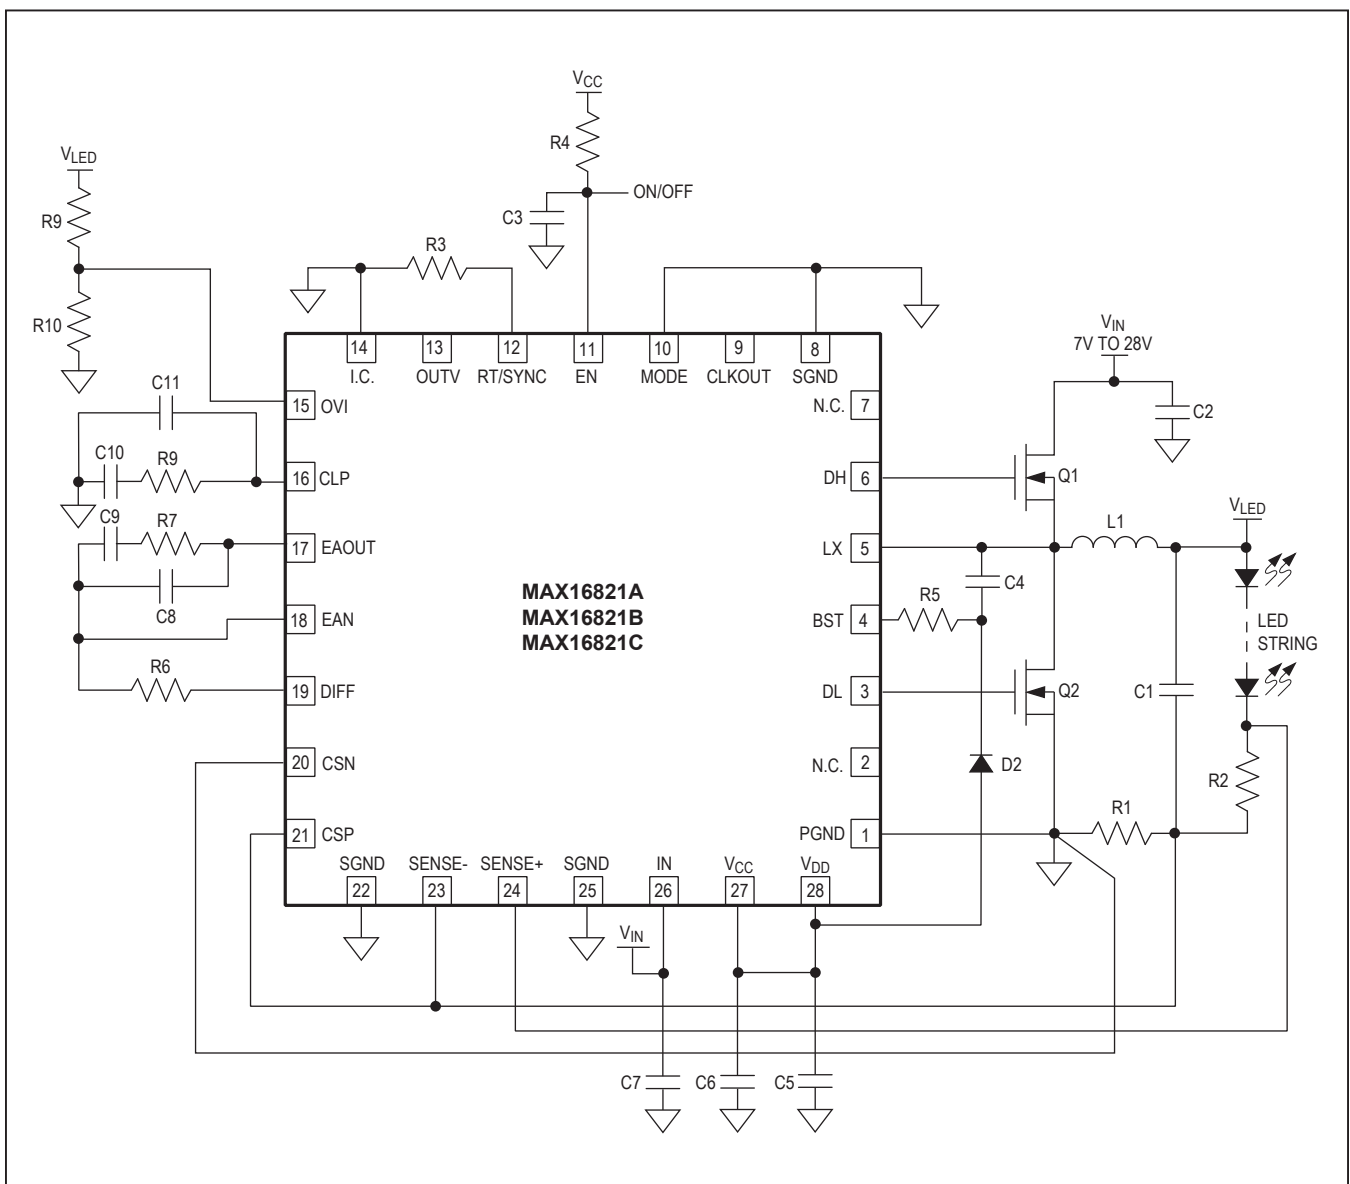 VCC
R4
ON/OFF
C3
VLED
R9
R10
R3
14 13 12 11 10 9 8
I.C. OUTV RT/SYNC EN MODE CLKOUT SGND
VIN
7V TO 28V
C2
C11
15 OVI
N.C. 7
C10 R9
16 CLP
DH 6
Q1
C9 R7
17 EAOUT
LX 5
L1
VLED
C8
C4
MAX16821A
MAX16821B
MAX16821C
18 EAN
BST 4
R5
LED
STRING
R6
19 DIFF
DL 3
Q2
C1
20 CSN
N.C. 2
D2
R2
21 CSP
PGND 1
R1
SGND SENSE- SENSE+ SGND IN VCC VDD
22 23 24 25 26 27 28
VIN
C7 C6 C5